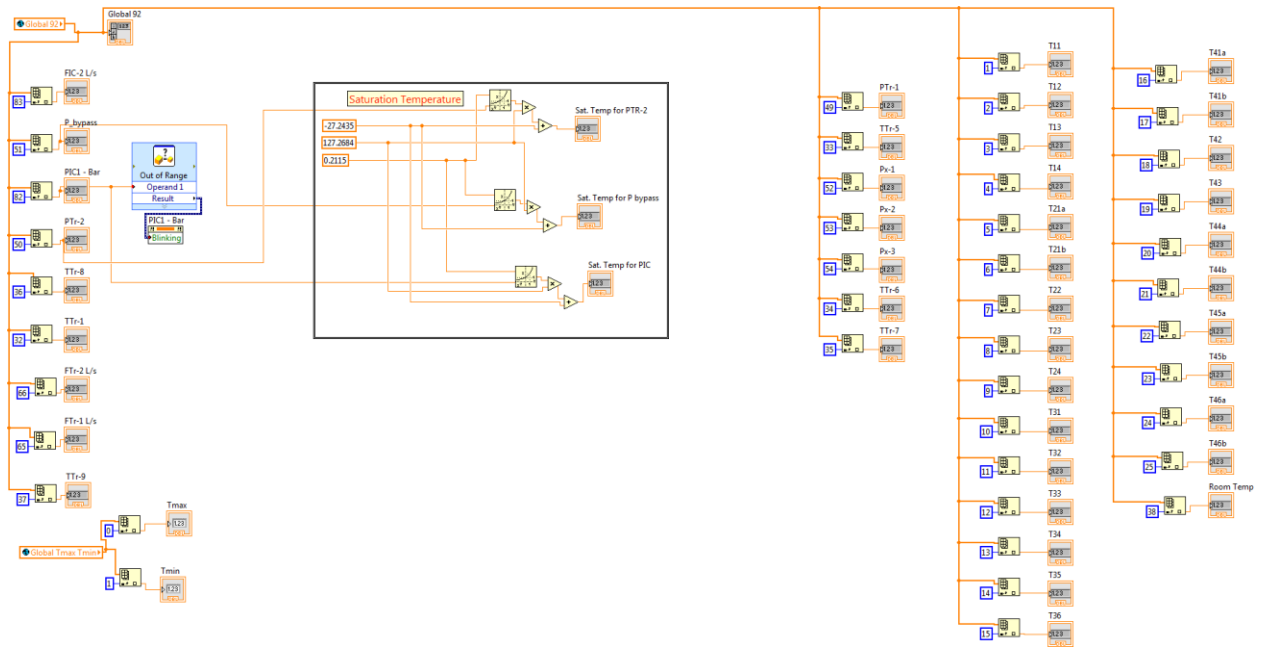 Global 92
Global 92
FIC-2 L/s
83
P_bypass
51
PIC1 - Bar
82
PTr-2
50
TTr-8
36
TTr-1
32
FTr-2 L/s
66
FTr-1 L/s
65
TTr-9
37
Tmax
0
Global Tmax Tmin
Tmin
1
Out of Range
Operand 1
Result
PIC1 - Bar
Blinking
Saturation Temperature
-27.2435
127.2684
0.2115
Sat. Temp for PTR-2
Sat. Temp for P bypass
Sat. Temp for PIC
PTr-1
49
TTr-5
33
Px-1
52
Px-2
53
Px-3
54
TTr-6
34
TTr-7
35
T11
1
T12
2
T13
3
T14
4
T21a
5
T21b
6
T22
7
T23
8
T24
9
T31
10
T32
11
T33
12
T34
13
T35
14
T36
15
T41a
16
T41b
17
T42
18
T43
19
T44a
20
T44b
21
T45a
22
T45b
23
T46a
24
T46b
25
Room Temp
38